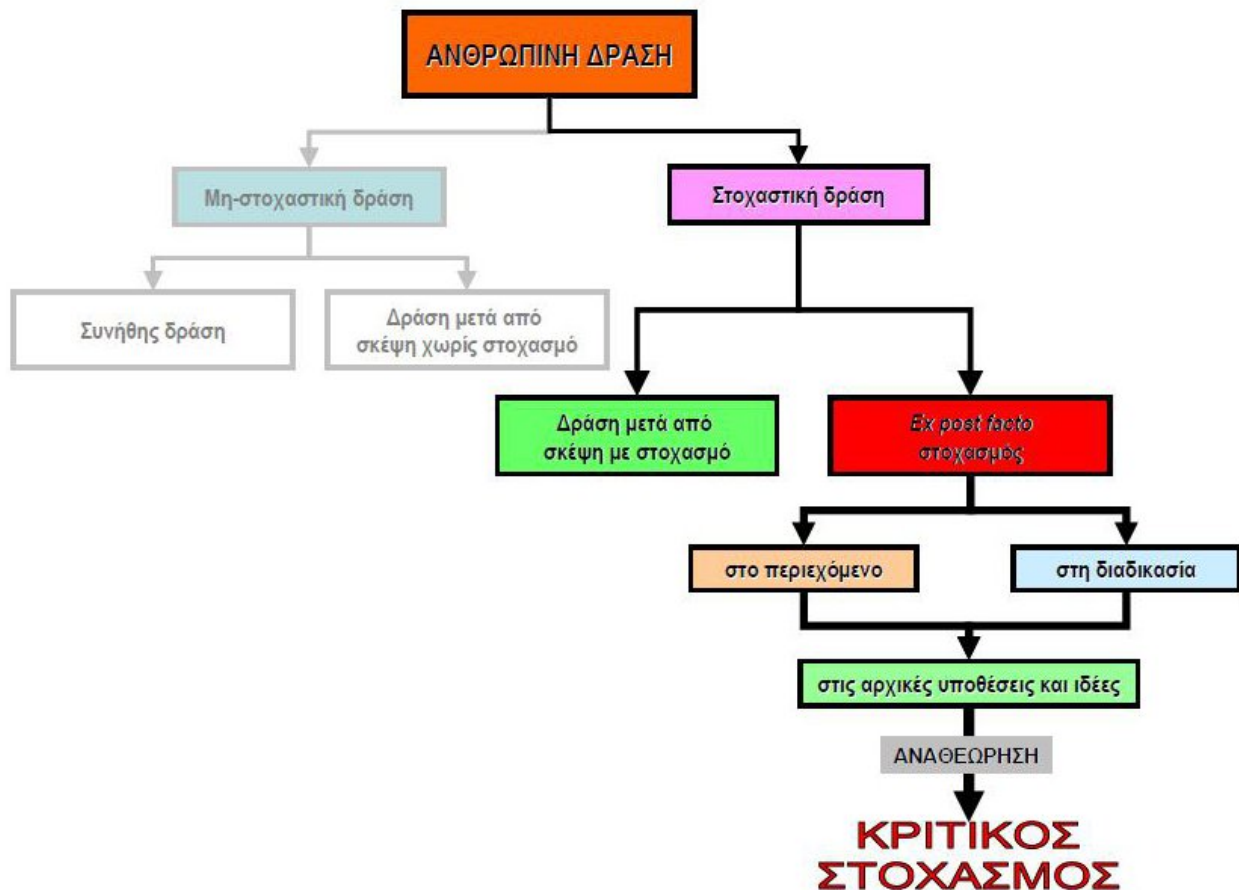 ΑΝΘΡΩΠΙΝΗ ΔΡΑΣΗ
Μη-στοχαστική δράση
Στοχαστική δράση
Συνήθης δράση
Δράση μετά από
σκέψη χωρίς στοχασμό
Δράση μετά από
σκέψη με στοχασμό
Ex post facto
στοχασμός
στο περιεχόμενο
στη διαδικασία
στις αρχικές υποθέσεις και ιδέες
ΑΝΑΘΕΩΡΗΣΗ
ΚΡΙΤΙΚΟΣ
ΣΤΟΧΑΣΜΟΣ